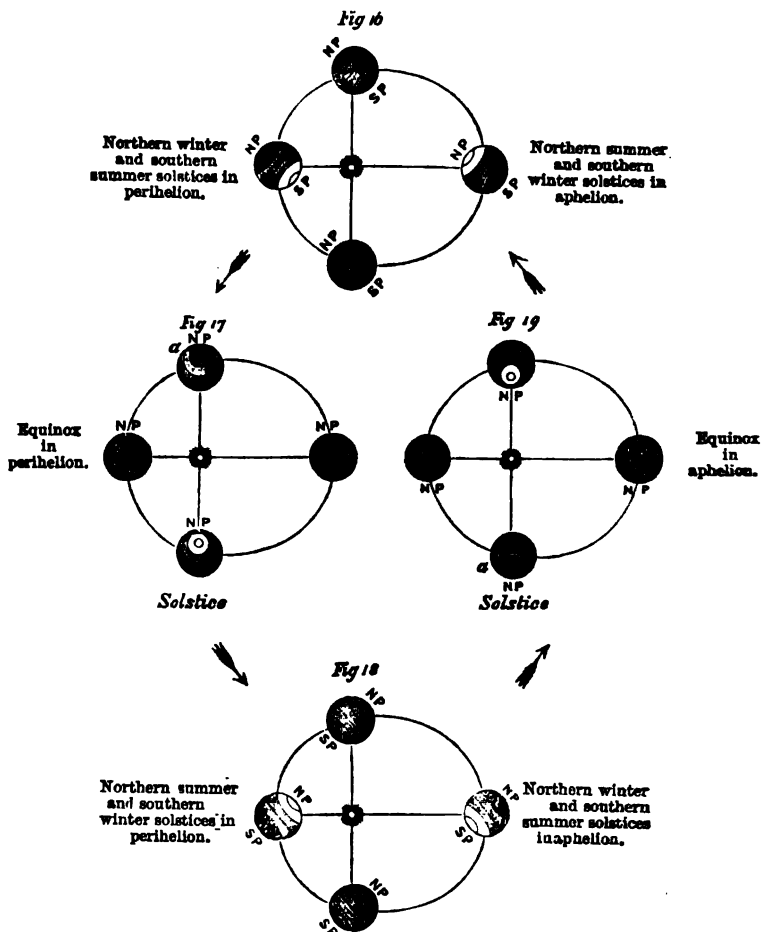 Fig 16
NP
SP
Northern winter
and southern
summer solstices in
perihelion.
NP
SP
NP
SP
Northern summer
and southern
winter solstices in
aphelion.
NP
SP
Fig 17
a
NP
Equinox
in
perihelion.
NP
NP
NP
Solstice
Fig 19
NP
NP
NP
Equinox
in
aphelion.
a
NP
Solstice
Fig 18
NP
SP
Northern summer
and southern
winter solstices in
perihelion.
NP
SP
NP
SP
Northern winter
and southern
summer solstices
in aphelion.
NP
SP